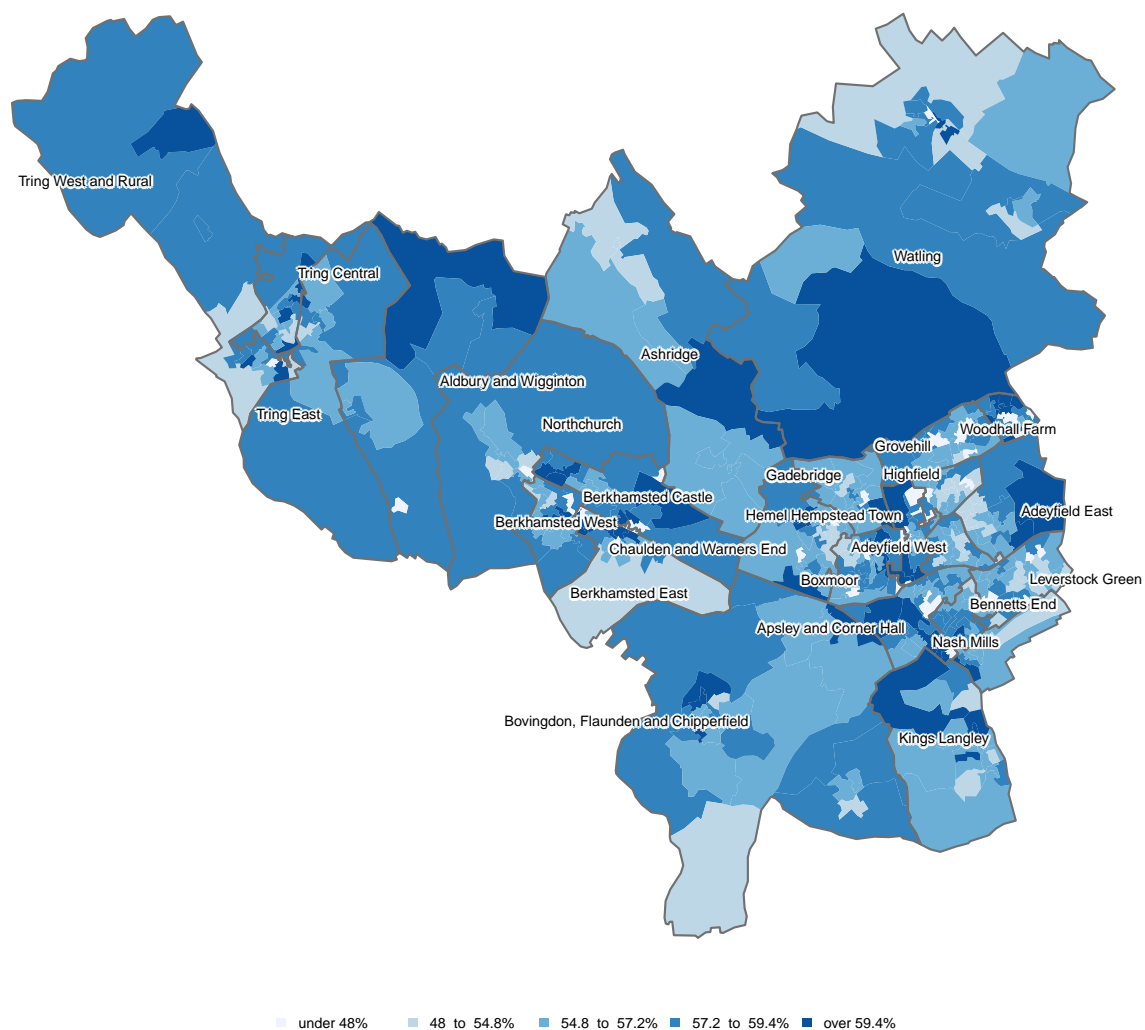 Tring West and Rural
Watling
Tring Central
Ashridge
Aldbury and Wigginton
Tring East
Northchurch
Woodhall Farm
Grovehill
Gadebridge
Highfield
Berkhamsted Castle
Adeyfield East
Hemel Hempstead Town
Berkhamsted West
Chaulden and Warners End
Adeyfield West
Boxmoor
Leverstock Green
Berkhamsted East
Bennetts End
Apsley and Corner Hall
Nash Mills
Bovingdon, Flaunden and Chipperfield
Kings Langley
under 48% 48 to 54.8% 54.8 to 57.2% 57.2 to 59.4% over 59.4%